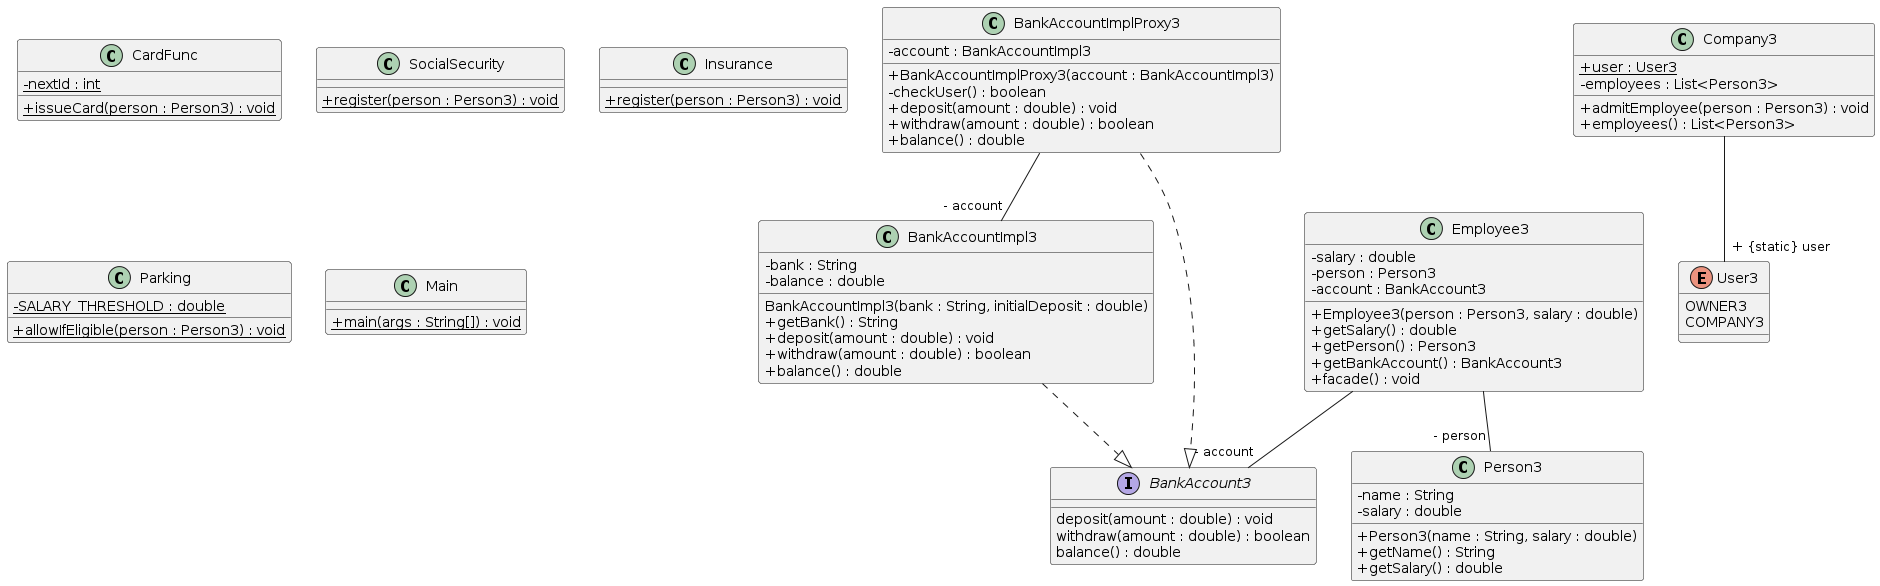 C CardFunc
-nextId : int
+issueCard(person : Person3) : void
C SocialSecurity
+register(person : Person3) : void
C Insurance
+register(person : Person3) : void
C BankAccountImplProxy3
-account : BankAccountImpl3
+BankAccountImplProxy3(account : BankAccountImpl3)
-checkUser() : boolean
+deposit(amount : double) : void
+withdraw(amount : double) : boolean
+balance() : double
C Company3
+user : User3
-employees : List<Person3>
+admitEmployee(person : Person3) : void
+employees() : List<Person3>
- account
+ {static} user
C Parking
-SALARY_THRESHOLD : double
+allowIfEligible(person : Person3) : void
C Main
+main(args : String[]) : void
C BankAccountImpl3
-bank : String
-balance : double
BankAccountImpl3(bank : String, initialDeposit : double)
+getBank() : String
+deposit(amount : double) : void
+withdraw(amount : double) : boolean
+balance() : double
C Employee3
-salary : double
-person : Person3
-account : BankAccount3
+Employee3(person : Person3, salary : double)
+getSalary() : double
+getPerson() : Person3
+getBankAccount() : BankAccount3
+facade() : void
E User3
OWNER3
COMPANY3
- account
- person
I BankAccount3
deposit(amount : double) : void
withdraw(amount : double) : boolean
balance() : double
C Person3
-name : String
-salary : double
+Person3(name : String, salary : double)
+getName() : String
+getSalary() : double